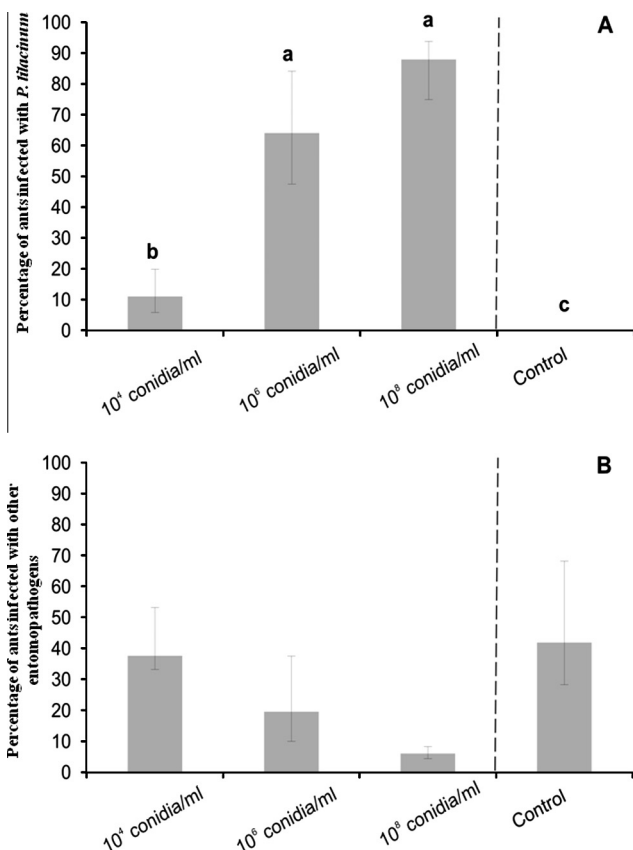 A
Percentage of ants infected with P. lilacinum
100
90
80
70
60
50
40
30
20
10
0
b
a
a
c
10⁴ conidia/ml
10⁶ conidia/ml
10⁸ conidia/ml
Control
B
Percentage of ants infected with other
entomopathogens
100
90
80
70
60
50
40
30
20
10
0
10⁴ conidia/ml
10⁶ conidia/ml
10⁸ conidia/ml
Control